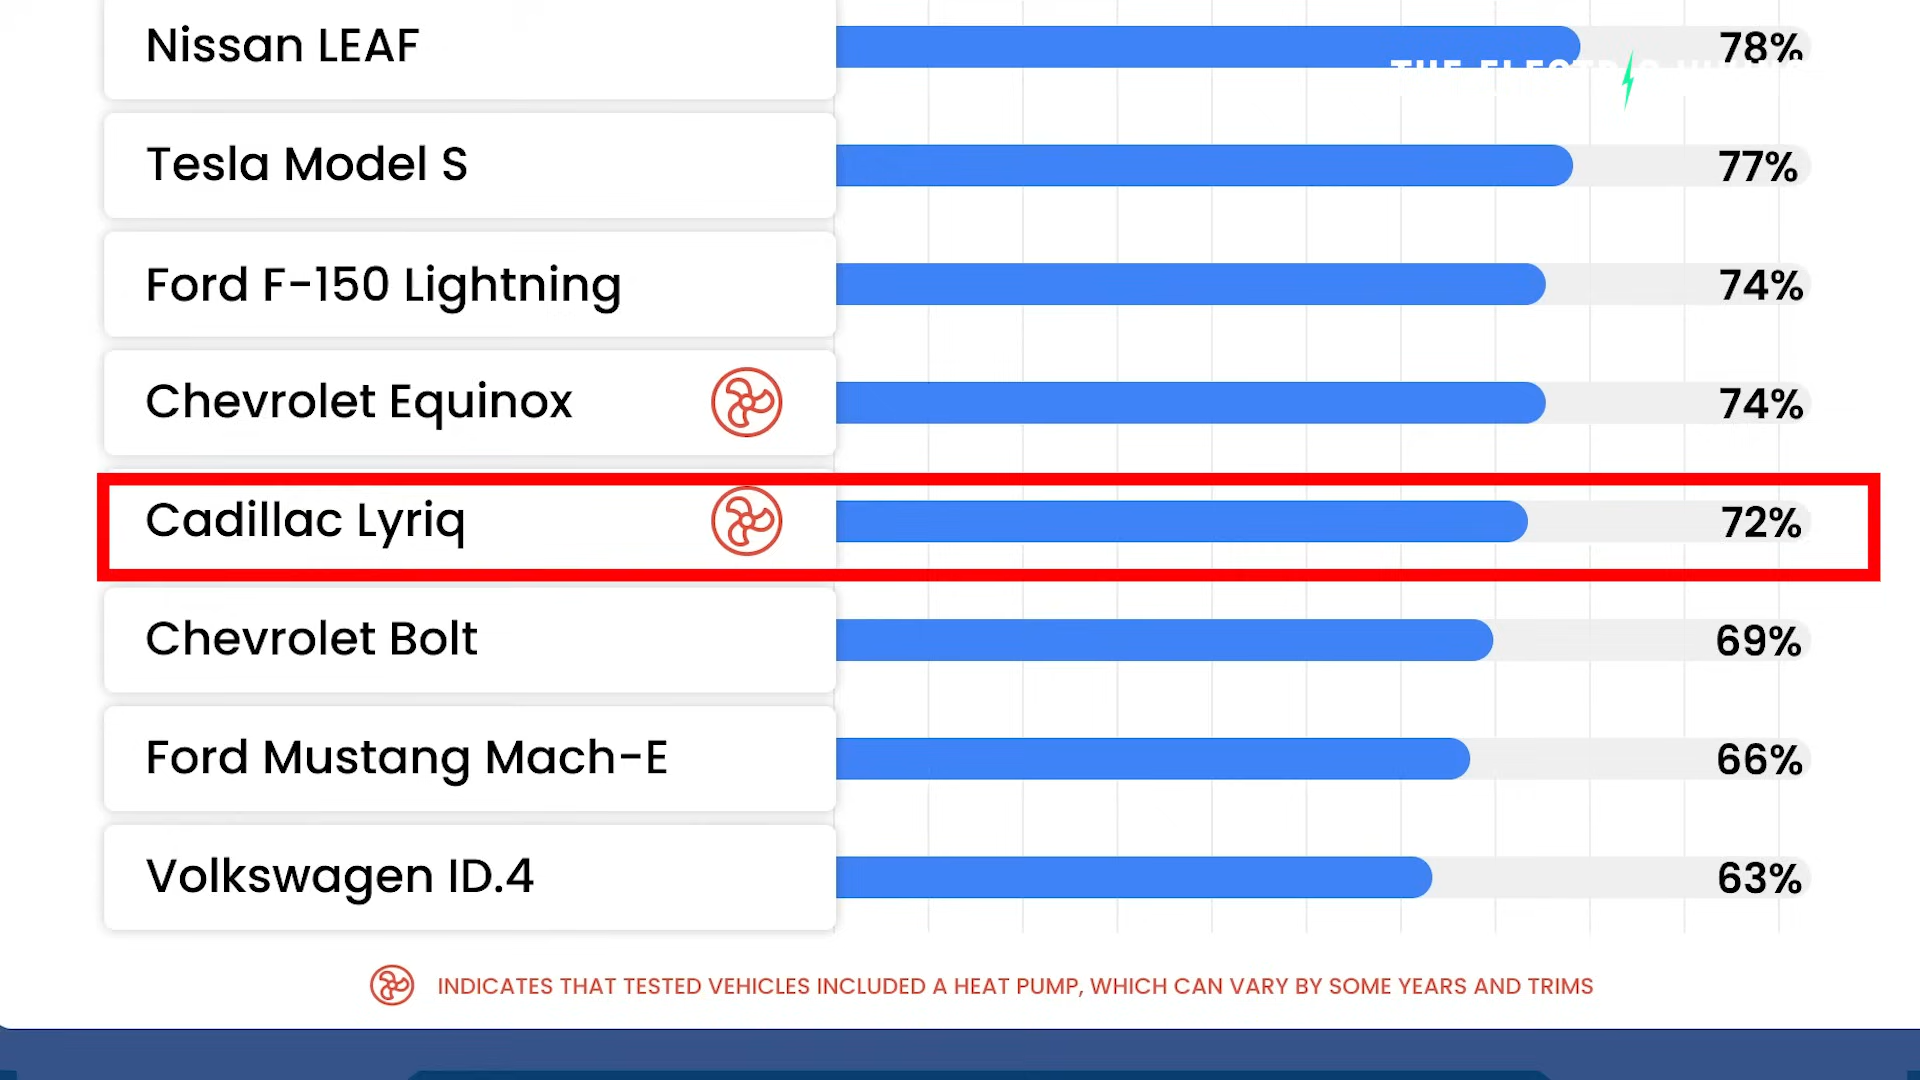 Nissan LEAF 78%
Tesla Model S 77%
Ford F-150 Lightning 74%
Chevrolet Equinox 74%
Cadillac Lyriq 72%
Chevrolet Bolt 69%
Ford Mustang Mach-E 66%
Volkswagen ID.4 63%
INDICATES THAT TESTED VEHICLES INCLUDED A HEAT PUMP, WHICH CAN VARY BY SOME YEARS AND TRIMS